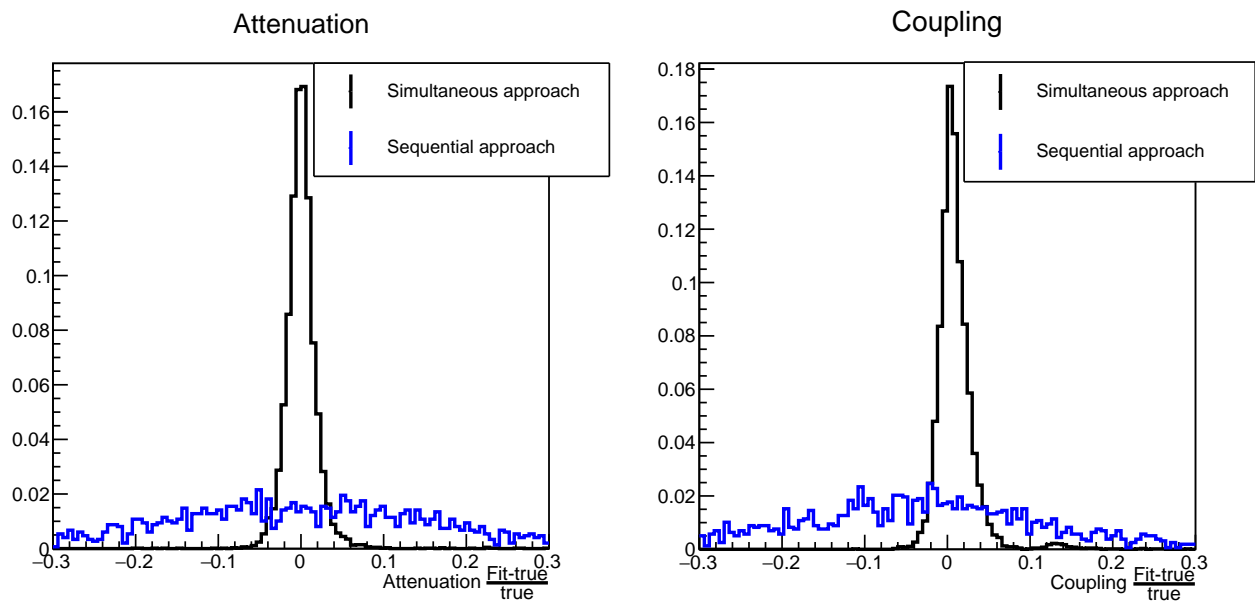 Attenuation
Simultaneous approach
Sequential approach
0.16
0.14
0.12
0.1
0.08
0.06
0.04
0.02
0
−0.3 −0.2 −0.1 0 0.1 0.2 0.3
Attenuation Fit-true
true
Coupling
Simultaneous approach
Sequential approach
0.18
0.16
0.14
0.12
0.1
0.08
0.06
0.04
0.02
0
−0.3 −0.2 −0.1 0 0.1 0.2 0.3
Coupling Fit-true
true